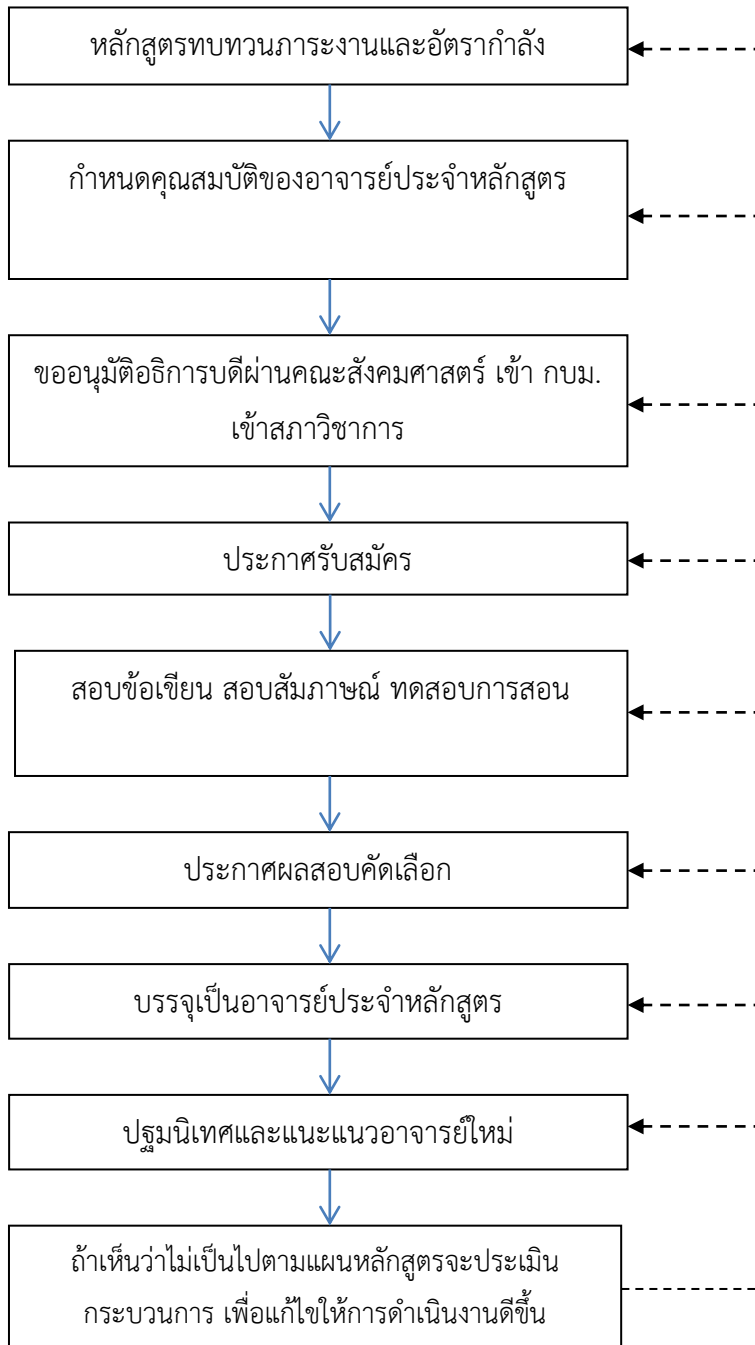 หลักสูตรทบทวนภาระงานและอัตรากำลัง
กำหนดคุณสมบัติของอาจารย์ประจำหลักสูตร
ขออนุมัติอธิการบดีผ่านคณะสังคมศาสตร์ เข้า กบม.
เข้าสภาวิชาการ
ประกาศรับสมัคร
สอบข้อเขียน สอบสัมภาษณ์ ทดสอบการสอน
ประกาศผลสอบคัดเลือก
บรรจุเป็นอาจารย์ประจำหลักสูตร
ปฐมนิเทศและแนะแนวอาจารย์ใหม่
ถ้าเห็นว่าไม่เป็นไปตามแผนหลักสูตรจะประเมิน
กระบวนการ เพื่อแก้ไขให้การดำเนินงานดีขึ้น